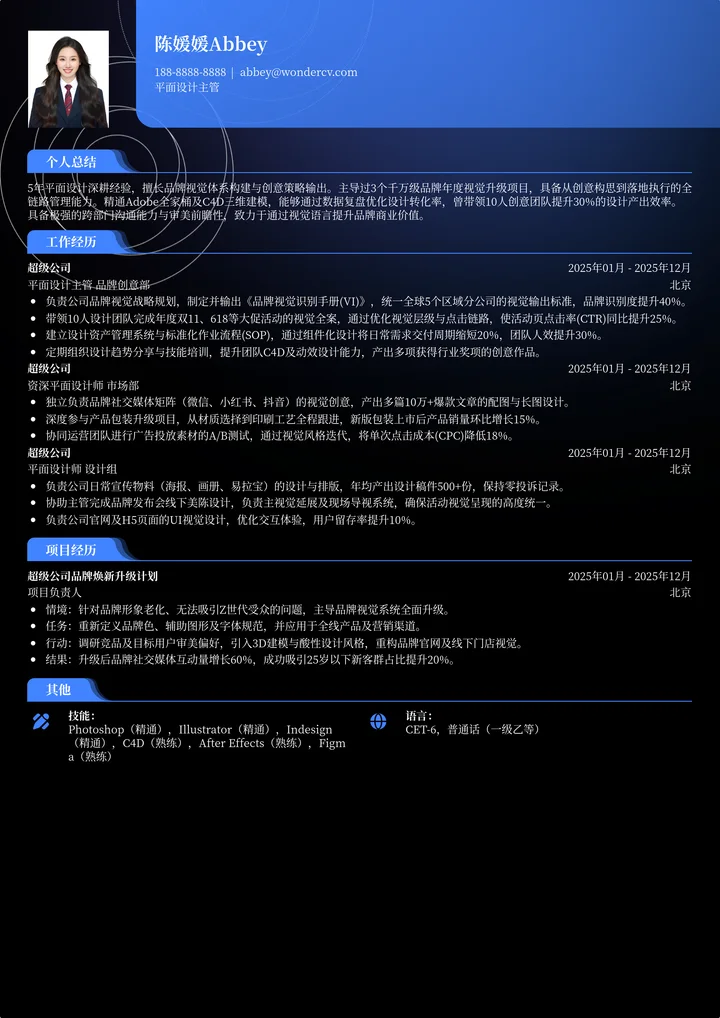 陈媛媛Abbey
188-8888-8888 | abbey@wondercv.com
平面设计主管
个人总结
5年平面设计深耕经验，擅长品牌视觉体系构建与创意策略输出。主导过3个千万级品牌年度视觉升级项目，具备从创意构思到落地执行的全
链路管理能力。精通Adobe全家桶及C4D三维建模，能够通过数据复盘优化设计转化率，曾带领10人创意团队提升30%的设计产出效率。
具备极强的跨部门沟通能力与审美前瞻性，致力于通过视觉语言提升品牌商业价值。
工作经历
超级公司 2025年01月 - 2025年12月
平面设计主管 品牌创意部 北京
● 负责公司品牌视觉战略规划，制定并输出《品牌视觉识别手册(VI)》，统一全球5个区域分公司的视觉输出标准，品牌识别度提升40%。
● 带领10人设计团队完成年度双11、618等大促活动的视觉全案，通过优化视觉层级与点击链路，使活动页点击率(CTR)同比提升25%。
● 建立设计资产管理系统与标准化作业流程(SOP)，通过组件化设计将日常需求交付周期缩短20%，团队人效提升30%。
● 定期组织设计趋势分享与技能培训，提升团队C4D及动效设计能力，产出多项获得行业奖项的创意作品。
超级公司 2025年01月 - 2025年12月
资深平面设计师 市场部 北京
● 独立负责品牌社交媒体矩阵（微信、小红书、抖音）的视觉创意，产出多篇10万+爆款文章的配图与长图设计。
● 深度参与产品包装升级项目，从材质选择到印刷工艺全程跟进，新版包装上市后产品销量环比增长15%。
● 协同运营团队进行广告投放素材的A/B测试，通过视觉风格迭代，将单次点击成本(CPC)降低18%。
超级公司 2025年01月 - 2025年12月
平面设计师 设计组 北京
● 负责公司日常宣传物料（海报、画册、易拉宝）的设计与排版，年均产出设计稿件500+份，保持零投诉记录。
● 协助主管完成品牌发布会线下美陈设计，负责主视觉延展及现场导视系统，确保活动视觉呈现的高度统一。
● 负责公司官网及H5页面的UI视觉设计，优化交互体验，用户留存率提升10%。
项目经历
超级公司品牌焕新升级计划 2025年01月 - 2025年12月
项目负责人 北京
● 情境：针对品牌形象老化、无法吸引Z世代受众的问题，主导品牌视觉系统全面升级。
● 任务：重新定义品牌色、辅助图形及字体规范，并应用于全线产品及营销渠道。
● 行动：调研竞品及目标用户审美偏好，引入3D建模与酸性设计风格，重构品牌官网及线下门店视觉。
● 结果：升级后品牌社交媒体互动量增长60%，成功吸引25岁以下新客群占比提升20%。
其他
技能：
Photoshop（精通），Illustrator（精通），Indesign
（精通），C4D（熟练），After Effects（熟练），Figm
a（熟练）
语言：
CET-6，普通话（一级乙等）